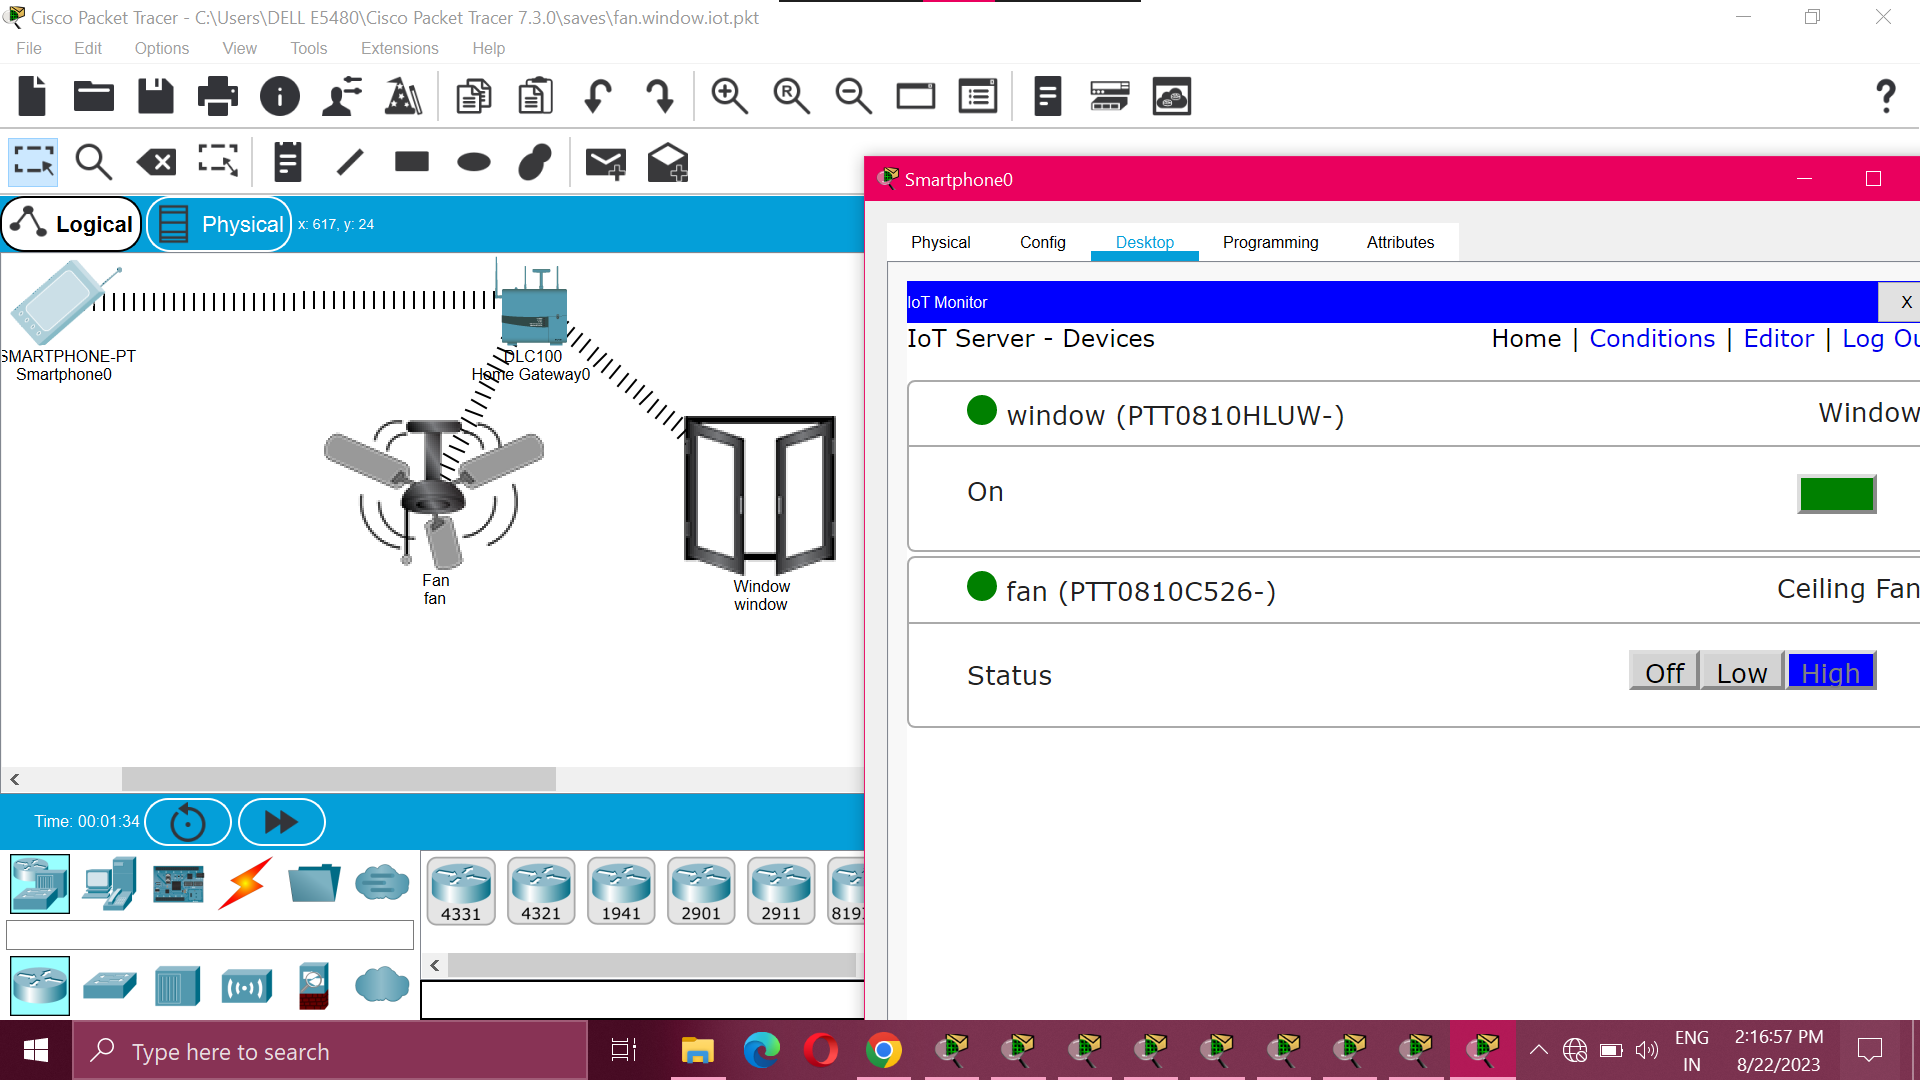 Cisco Packet Tracer - C:\Users\DELL E5480\Cisco Packet Tracer 7.3.0\saves\fan.window.iot.pkt
File Edit Options View Tools Extensions Help
R
?
Smartphone0
Logical Physical x: 617, y: 24
Physical Config Desktop Programming Attributes
IoT Monitor X
IoT Server - Devices Home | Conditions | Editor | Log Ou
window (PTT0810HLUW-) Window
On
fan (PTT0810C526-) Ceiling Fan
Status Off Low High
SMARTPHONE-PT
Smartphone0
DLC100
Home Gateway0
Fan
fan
Window
window
Time: 00:01:34
4331 4321 1941 2901 2911 819
Type here to search
ENG
IN
2:16:57 PM
8/22/2023